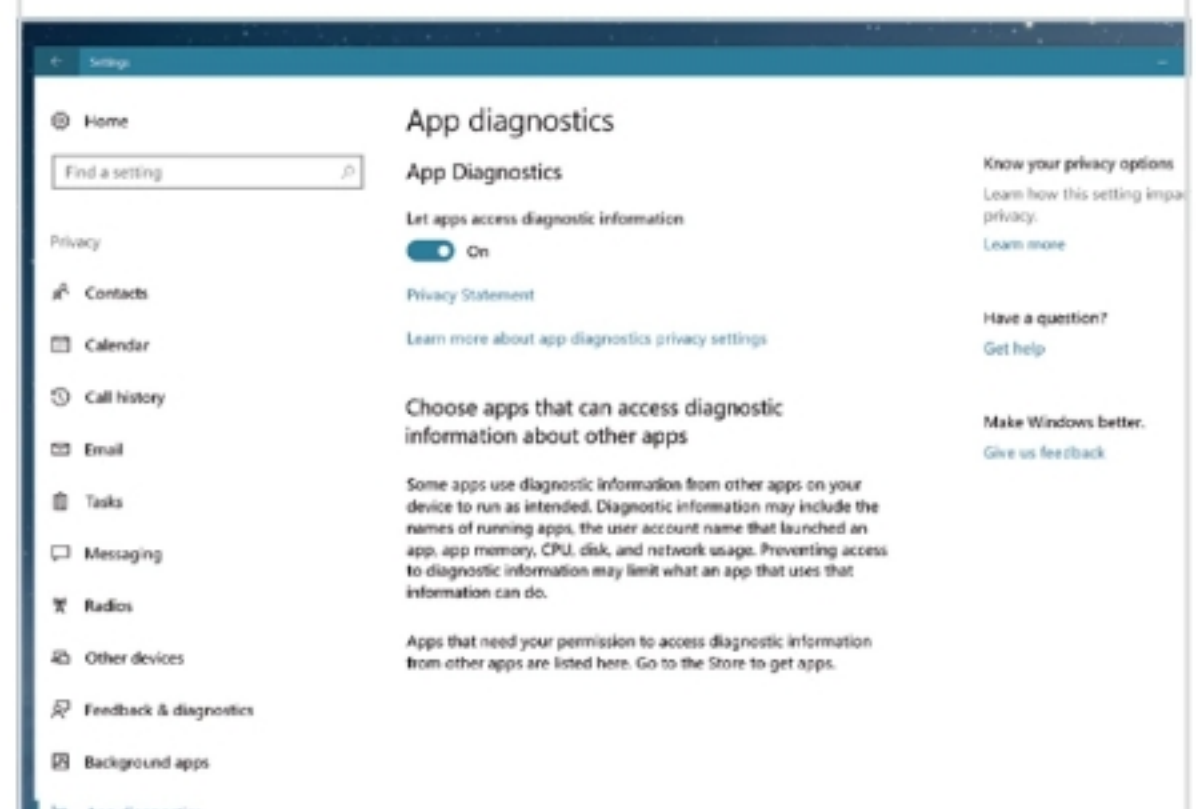 Settings
Home
Find a setting
Privacy
Contacts
Calendar
Call history
Email
Tasks
Messaging
Radios
Other devices
Feedback & diagnostics
Background apps
App diagnostics
App Diagnostics
Let apps access diagnostic information
On
Privacy Statement
Learn more about app diagnostics privacy settings
Choose apps that can access diagnostic
information about other apps
Some apps use diagnostic information from other apps on your
device to run as intended. Diagnostic information may include the
names of running apps, the user account name that launched an
app, app memory, CPU, disk, and network usage. Preventing access
to diagnostic information may limit what an app that uses that
information can do.
Apps that need your permission to access diagnostic information
from other apps are listed here. Go to the Store to get apps.
Know your privacy options
Learn how this setting
privacy.
Learn more
Have a question?
Get help
Make Windows better.
Give us feedback